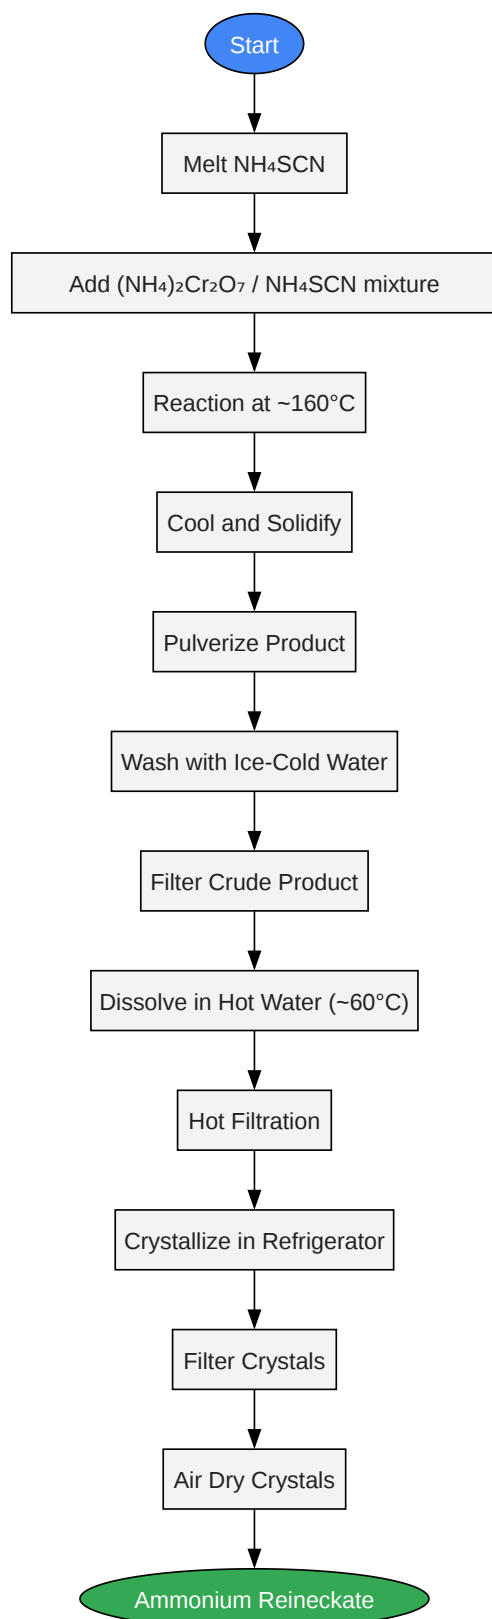 Start
Melt NH₄SCN
Add (NH₄)₂Cr₂O₇ / NH₄SCN mixture
Reaction at ~160°C
Cool and Solidify
Pulverize Product
Wash with Ice-Cold Water
Filter Crude Product
Dissolve in Hot Water (~60°C)
Hot Filtration
Crystallize in Refrigerator
Filter Crystals
Air Dry Crystals
Ammonium Reineckate